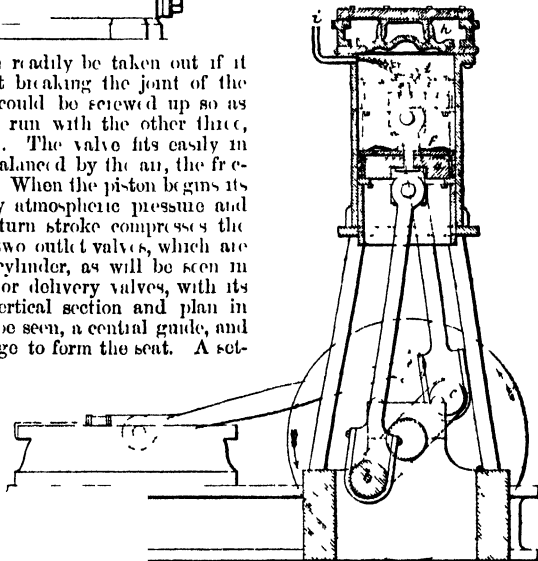 i
h
readily be taken out if it
t breaking the joint of the
could be screwed up so as
run with the other three,
. The valve fits easily in
alanced by the air, the fre-
When the piston begins its
y atmospheric pressure and
turn stroke compresses the
two outlet valves, which are
cylinder, as will be seen in
or delivery valves, with its
ertical section and plan in
be seen, a central guide, and
ge to form the seat. A set-
f